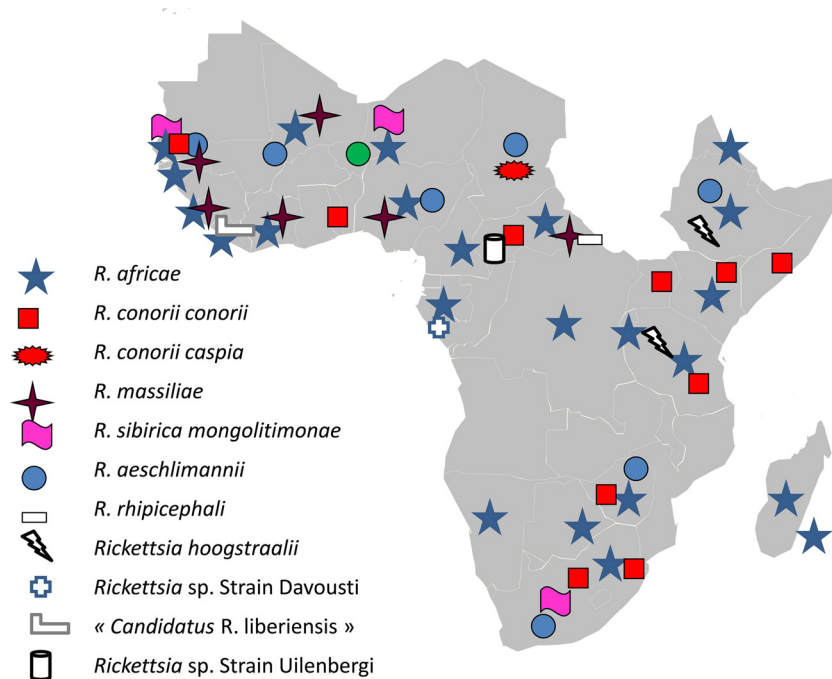 R. africae
R. conorii conorii
R. conorii caspia
R. massiliae
R. sibirica mongolitimonae
R. aeschlimannii
R. rhipicephali
Rickettsia hoogstraalii
Rickettsia sp. Strain Davousti
« Candidatus R. liberiensis »
Rickettsia sp. Strain Uilenbergi